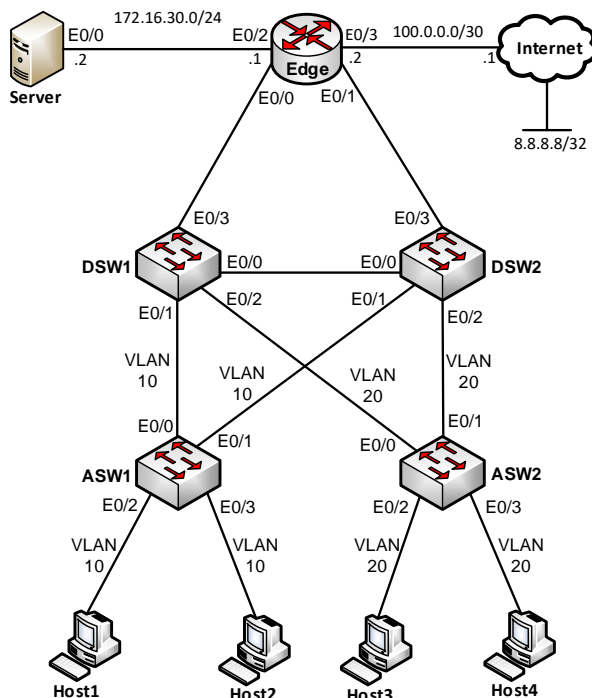 172.16.30.0/24
100.0.0.0/30
E0/0
E0/2
E0/3
Internet
.2
.1
.2
.1
Edge
Server
E0/0
E0/1
8.8.8.8/32
E0/3
E0/3
DSW1
E0/0
E0/0
DSW2
E0/2
E0/1
E0/1
E0/2
VLAN
10
VLAN
10
VLAN
20
VLAN
20
E0/0
E0/1
E0/1
E0/0
ASW1
ASW2
E0/2
E0/3
E0/2
E0/3
VLAN
10
VLAN
10
VLAN
20
VLAN
20
Host1
Host2
Host3
Host4